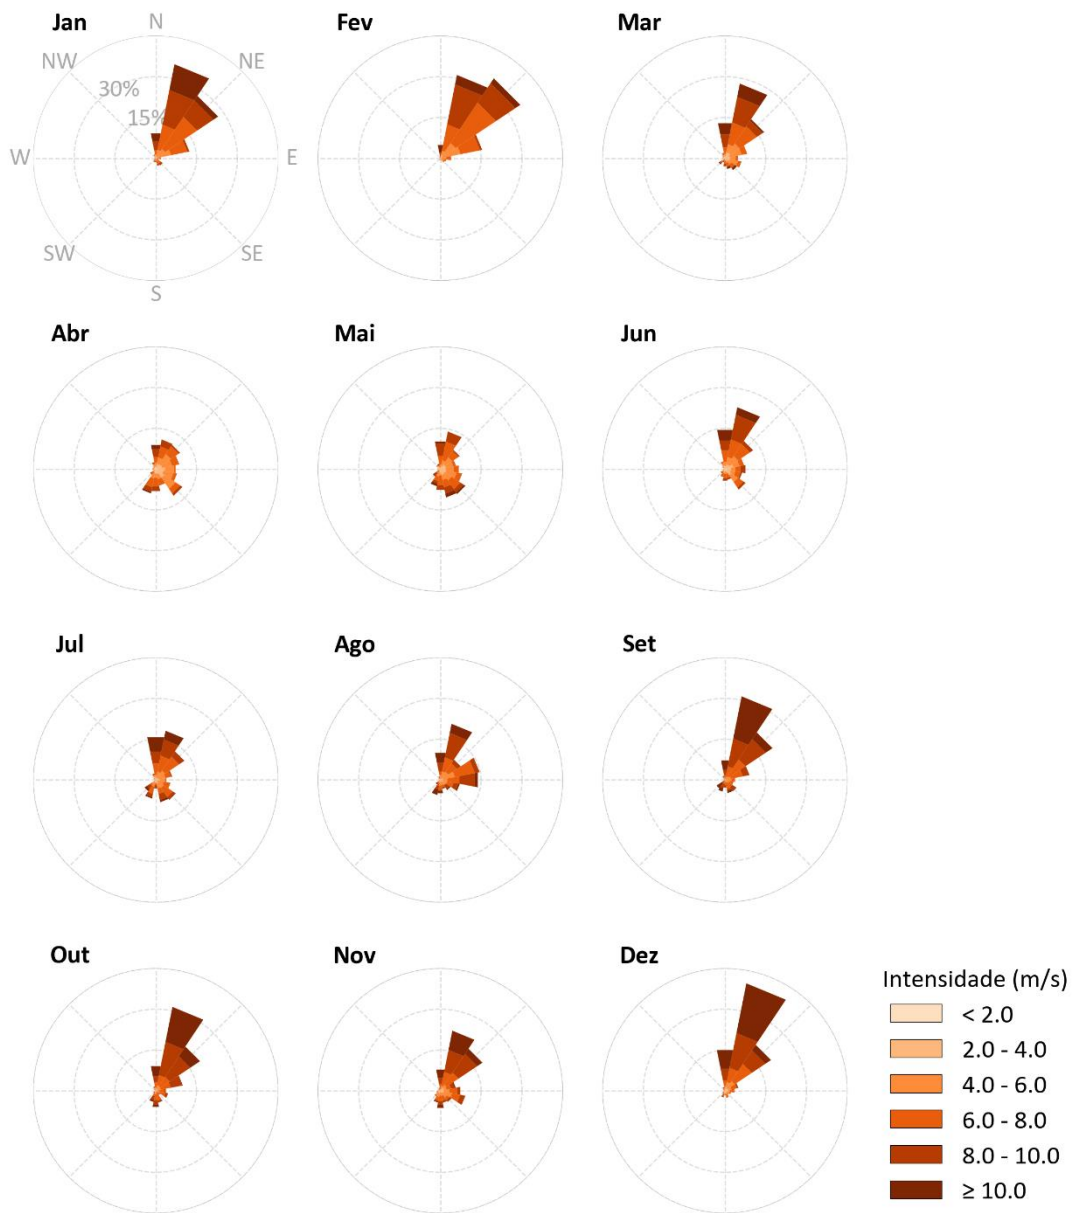 Jan
N
Fev
Mar
NW
NE
30%
15%
W
E
SW
SE
S
Abr
Mai
Jun
Jul
Ago
Set
Out
Nov
Dez
Intensidade (m/s)
< 2.0
2.0 - 4.0
4.0 - 6.0
6.0 - 8.0
8.0 - 10.0
≥ 10.0